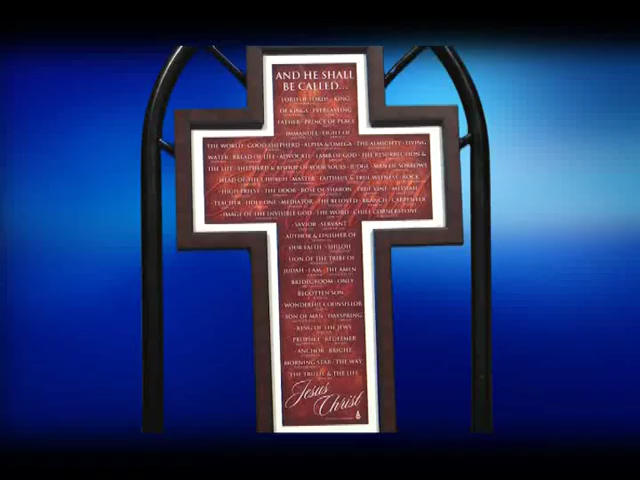 AND HE SHALL
BE CALLED...
LORD OF LORDS · KING
OF KINGS · EVERLASTING
FATHER · PRINCE OF PEACE
IMMANUEL · LIGHT OF
THE WORLD · GOOD SHEPHERD · ALPHA & OMEGA · THE ALMIGHTY · LIVING
WATER · BREAD OF LIFE · ADVOCATE · LAMB OF GOD · THE RESURRECTION &
THE LIFE · SHEPHERD & BISHOP OF YOUR SOULS · JUDGE · MAN OF SORROWS
HEAD OF THE CHURCH · MASTER · FAITHFUL & TRUE WITNESS · ROCK
HIGH PRIEST · THE DOOR · ROSE OF SHARON · TRUE VINE · MESSIAH
TEACHER · HOLY ONE · MEDIATOR · THE BELOVED · BRANCH · CARPENTER
IMAGE OF THE INVISIBLE GOD · THE WORD · CHIEF CORNERSTONE
SAVIOR · SERVANT
AUTHOR & FINISHER OF
OUR FAITH · SHILOH
LION OF THE TRIBE OF
JUDAH · I AM · THE AMEN
BRIDEGROOM · ONLY
BEGOTTEN SON
WONDERFUL COUNSELLOR
SON OF MAN · DAYSPRING
KING OF THE JEWS
PROPHET · REDEEMER
ANCHOR · BRIGHT
MORNING STAR · THE WAY
THE TRUTH & THE LIFE
Jesus
Christ